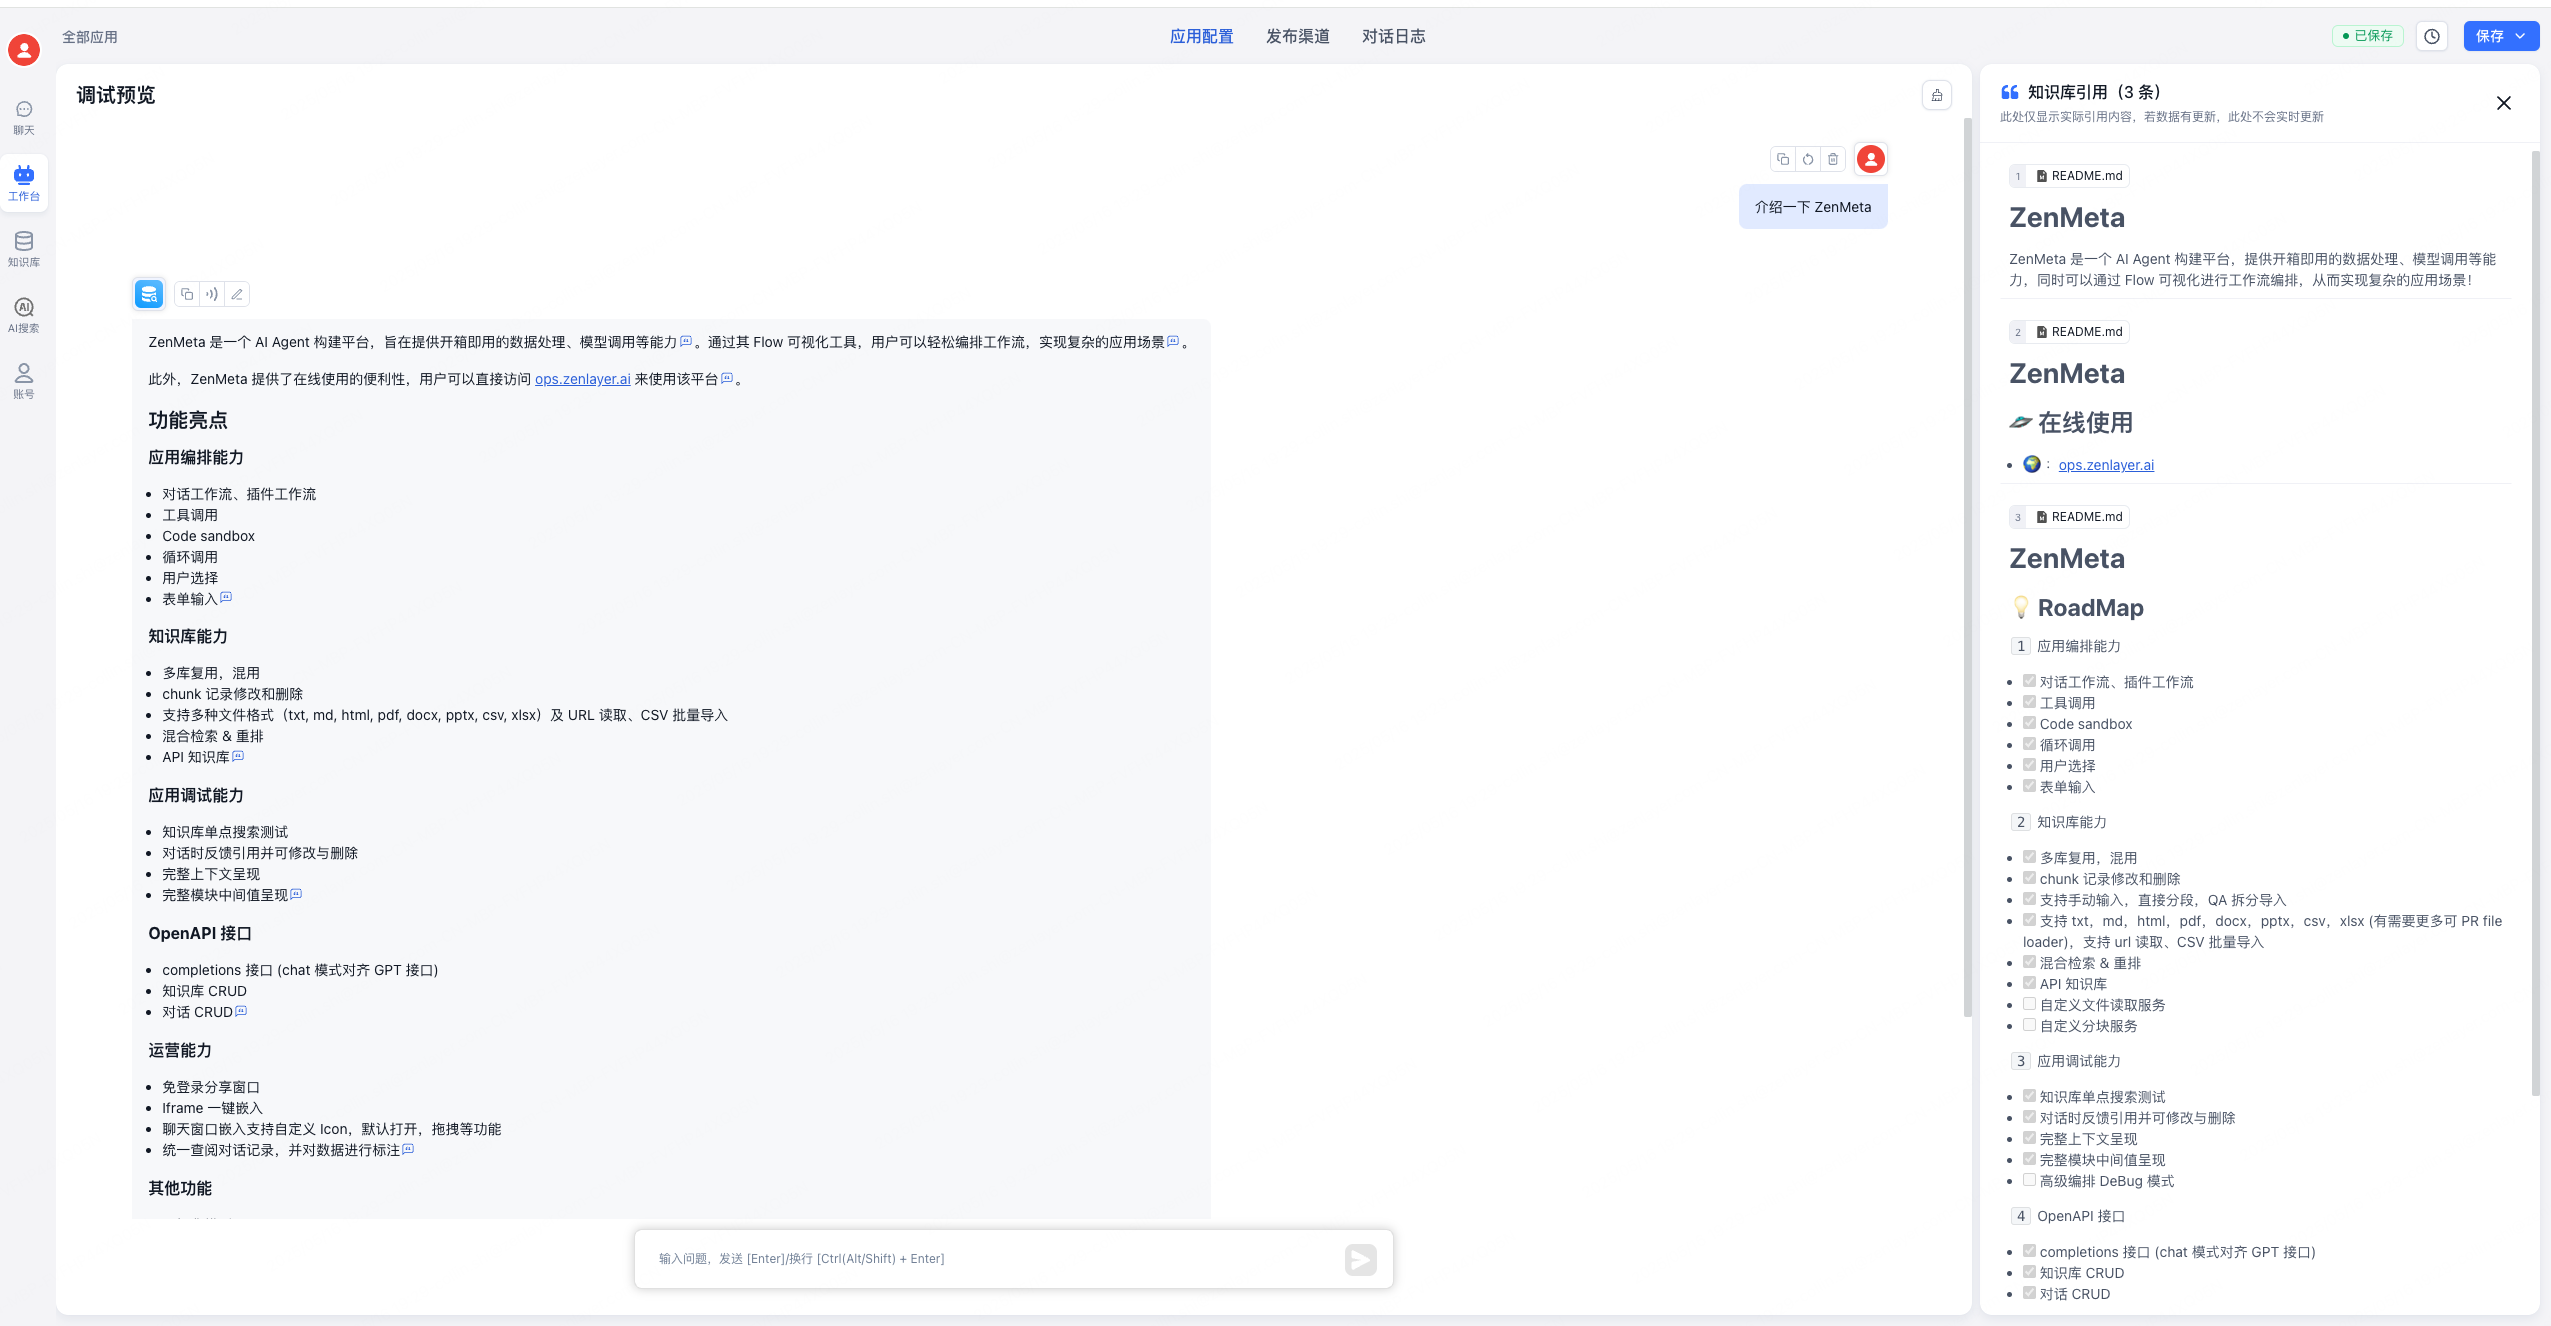 全部应用
应用配置
发布渠道
对话日志
已保存
保存
聊天
工作台
知识库
AI搜索
账号
调试预览
介绍一下 ZenMeta
ZenMeta 是一个 AI Agent 构建平台，旨在提供开箱即用的数据处理、模型调用等能力。通过其 Flow 可视化工具，用户可以轻松编排工作流，实现复杂的应用场景。
此外，ZenMeta 提供了在线使用的便利性，用户可以直接访问 ops.zenlayer.ai 来使用该平台。
功能亮点
应用编排能力
对话工作流、插件工作流
工具调用
Code sandbox
循环调用
用户选择
表单输入
知识库能力
多库复用，混用
chunk 记录修改和删除
支持多种文件格式（txt, md, html, pdf, docx, pptx, csv, xlsx）及 URL 读取、CSV 批量导入
混合检索 & 重排
API 知识库
应用调试能力
知识库单点搜索测试
对话时反馈引用并可修改与删除
完整上下文呈现
完整模块中间值呈现
OpenAPI 接口
completions 接口 (chat 模式对齐 GPT 接口)
知识库 CRUD
对话 CRUD
运营能力
免登录分享窗口
Iframe 一键嵌入
聊天窗口嵌入支持自定义 Icon，默认打开，拖拽等功能
统一查阅对话记录，并对数据进行标注
其他功能
输入问题，发送 [Enter]/换行 [Ctrl(Alt/Shift) + Enter]
知识库引用（3 条）
此处仅显示实际引用内容，若数据有更新，此处不会实时更新
1 README.md
ZenMeta
ZenMeta 是一个 AI Agent 构建平台，提供开箱即用的数据处理、模型调用等能
力，同时可以通过 Flow 可视化进行工作流编排，从而实现复杂的应用场景！
2 README.md
ZenMeta
🛸 在线使用
🌍： ops.zenlayer.ai
3 README.md
ZenMeta
💡 RoadMap
1 应用编排能力
对话工作流、插件工作流
工具调用
Code sandbox
循环调用
用户选择
表单输入
2 知识库能力
多库复用，混用
chunk 记录修改和删除
支持手动输入，直接分段，QA 拆分导入
支持 txt，md，html，pdf，docx，pptx，csv，xlsx (有需要更多可 PR file
loader)，支持 url 读取、CSV 批量导入
混合检索 & 重排
API 知识库
自定义文件读取服务
自定义分块服务
3 应用调试能力
知识库单点搜索测试
对话时反馈引用并可修改与删除
完整上下文呈现
完整模块中间值呈现
高级编排 DeBug 模式
4 OpenAPI 接口
completions 接口 (chat 模式对齐 GPT 接口)
知识库 CRUD
对话 CRUD